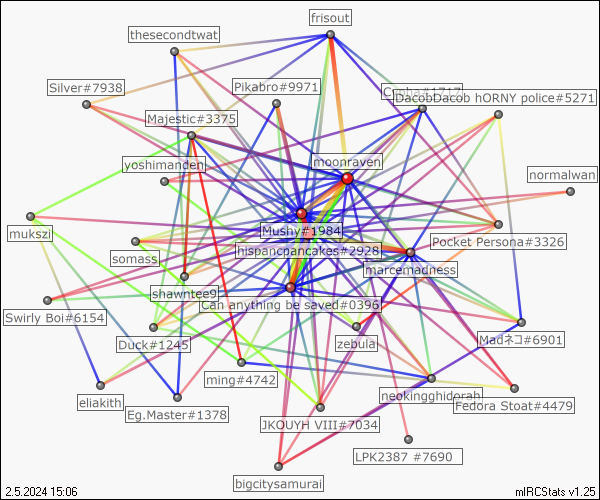 frisout
thesecondtwat
Silver#7938
Pikabro#9971
DacobDacob hORNY police#5271
Majestic#3375
moonraven
yoshimanden
normalwan
mukszi
Mushy#1984
Pocket Persona#3326
hispancpancakes#2928
somass
marcemadness
shawntee9
Can anything be saved#0396
Swirly Boi#6154
Madネコ#6901
Duck#1245
zebula
ming#4742
eliakith
neokingghidorah
Fedora Stoat#4479
Eg.Master#1378
JKOUYH VIII#7034
LPK2387 #7690
bigcitysamurai
2.5.2024 15:06
mIRCStats v1.25